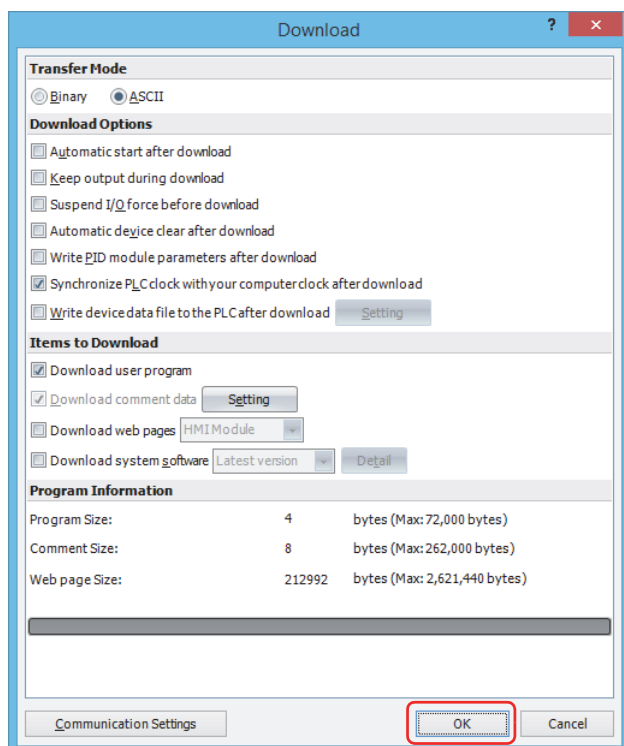 Download ? ×
Transfer Mode
Binary ASCII
Download Options
Automatic start after download
Keep output during download
Suspend I/O force before download
Automatic device clear after download
Write PID module parameters after download
Synchronize PLC clock with your computer clock after download
Write device data file to the PLC after download Setting
Items to Download
Download user program
Download comment data Setting
Download web pages HMI Module
Download system software Latest version Detail
Program Information
Program Size: 4 bytes (Max: 72,000 bytes)
Comment Size: 8 bytes (Max: 262,000 bytes)
Web page Size: 212992 bytes (Max: 2,621,440 bytes)
Communication Settings OK Cancel